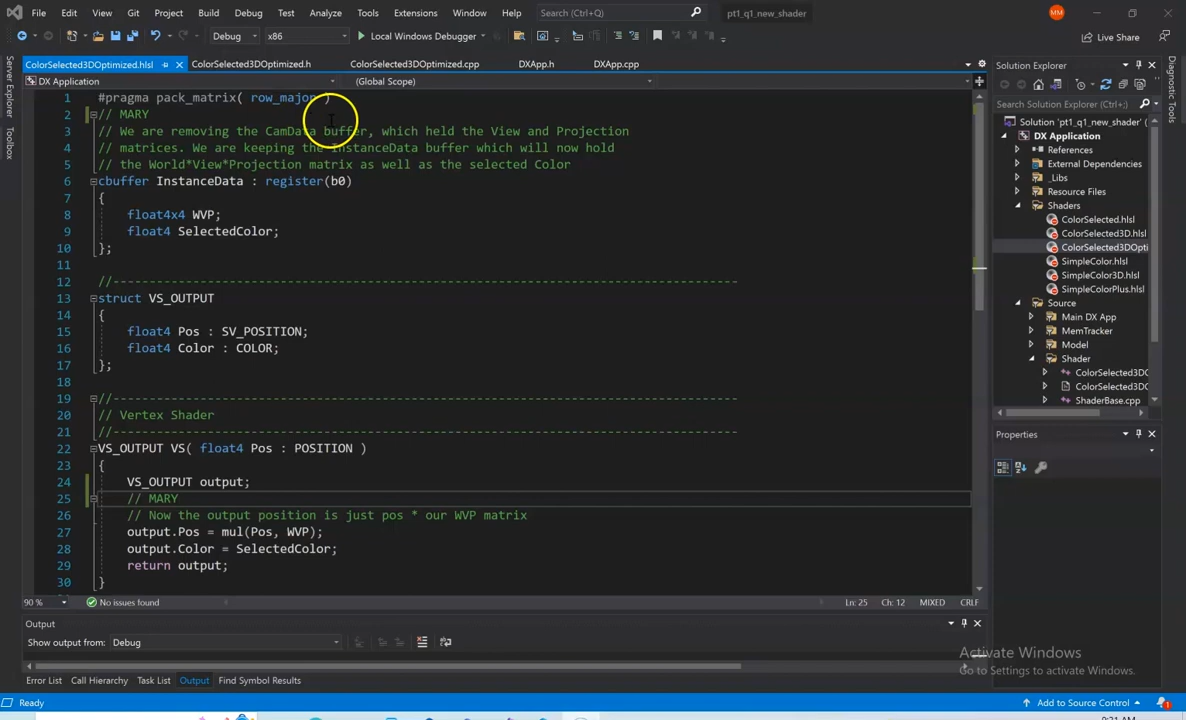 File Edit View Git Project Build Debug Test Analyze Tools Extensions Window Help Search (Ctrl+Q) pt1_q1_new_shader MM
Debug x86 Local Windows Debugger Live Share
ColorSelected3DOptimized.hlsl ColorSelected3DOptimized.h ColorSelected3DOptimized.cpp DXApp.h DXApp.cpp
DX Application (Global Scope)
Server Explorer
Toolbox
1 #pragma pack_matrix( row_major )
2 // MARY
3 // We are removing the CamData buffer, which held the View and Projection
4 // matrices. We are keeping the InstanceData buffer which will now hold
5 // the World*View*Projection matrix as well as the selected Color
6 cbuffer InstanceData : register(b0)
7 {
8 float4x4 WVP;
9 float4 SelectedColor;
10 };
11
12 //--------------------------------------------------------------------------------------
13 struct VS_OUTPUT
14 {
15 float4 Pos : SV_POSITION;
16 float4 Color : COLOR;
17 };
18
19 //--------------------------------------------------------------------------------------
20 // Vertex Shader
21 //--------------------------------------------------------------------------------------
22 VS_OUTPUT VS( float4 Pos : POSITION )
23 {
24 VS_OUTPUT output;
25 // MARY
26 // Now the output position is just pos * our WVP matrix
27 output.Pos = mul(Pos, WVP);
28 output.Color = SelectedColor;
29 return output;
30 }
90 % No issues found Ln: 25 Ch: 12 MIXED CRLF
Output
Show output from: Debug
Error List Call Hierarchy Task List Output Find Symbol Results
Solution Explorer
Search Solution Explorer
Solution 'pt1_q1_new_shader'
DX Application
References
External Dependencies
_Libs
Resource Files
Shaders
ColorSelected.hlsl
ColorSelected3D.hlsl
ColorSelected3DOpti
SimpleColor.hlsl
SimpleColor3D.hlsl
SimpleColorPlus.hlsl
Source
Main DX App
MemTracker
Model
Shader
ColorSelected3DO
ColorSelected3DO
ShaderBase.cpp
Properties
Activate Windows
Go to Settings to activate Windows.
Ready Add to Source Control 1
9:21 AM